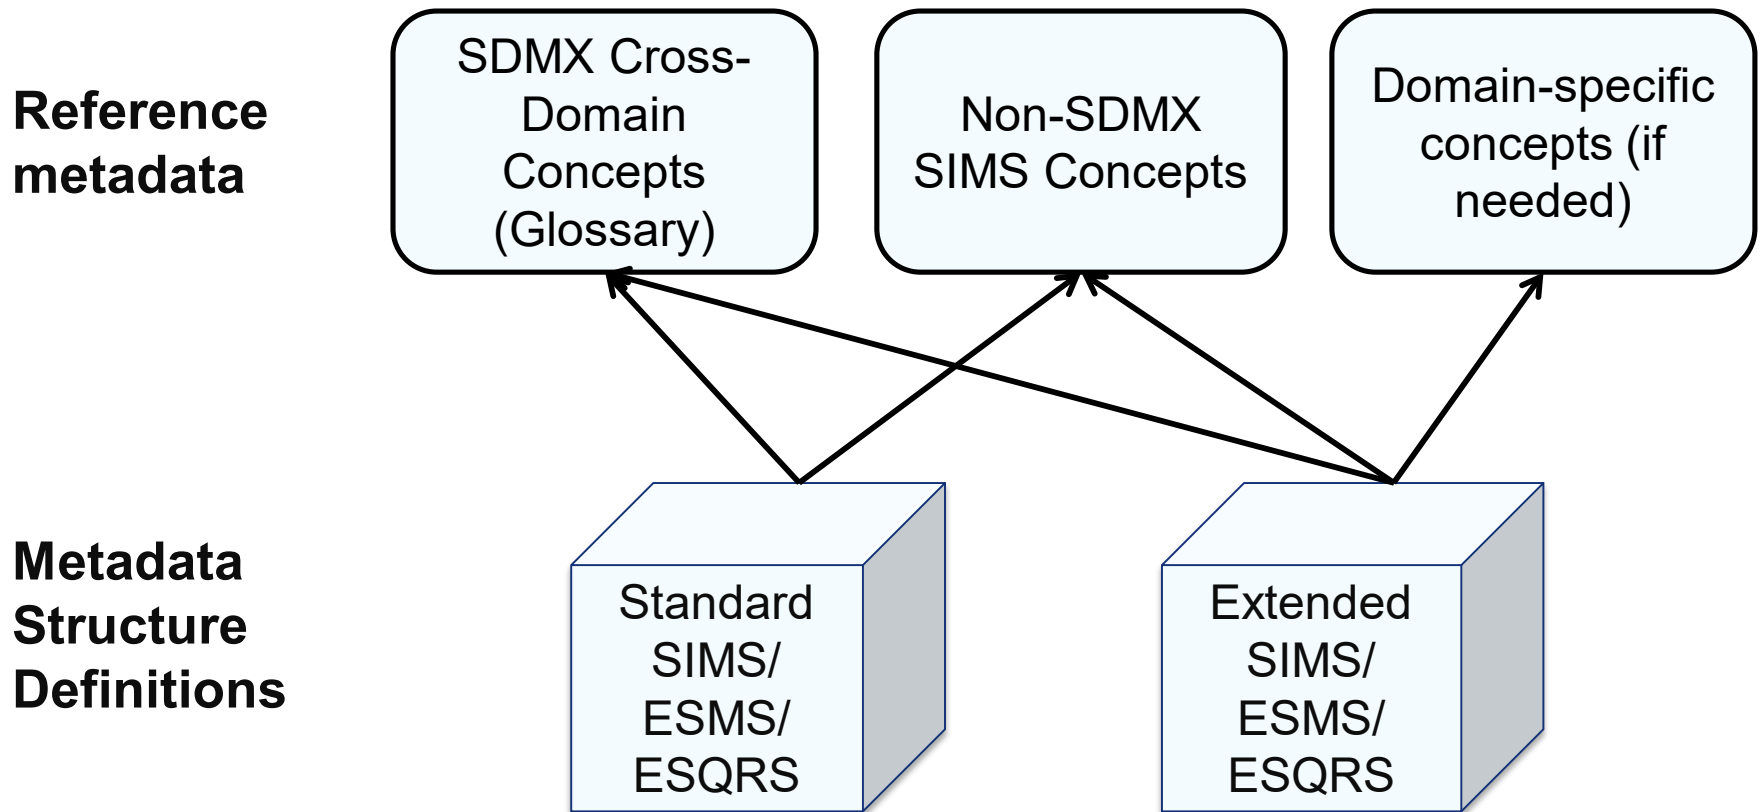 Reference
metadata
SDMX Cross-
Domain
Concepts
(Glossary)
Non-SDMX
SIMS Concepts
Domain-specific
concepts (if
needed)
Metadata
Structure
Definitions
Standard
SIMS/
ESMS/
ESQRS
Extended
SIMS/
ESMS/
ESQRS